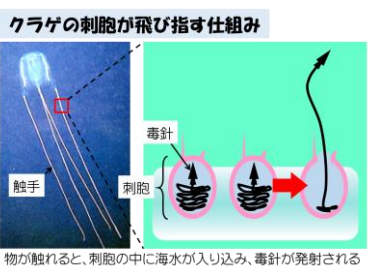 クラゲの刺胞が飛び指す仕組み
毒針
触手
刺胞
物が触れると、刺胞の中に海水が入り込み、毒針が発射される